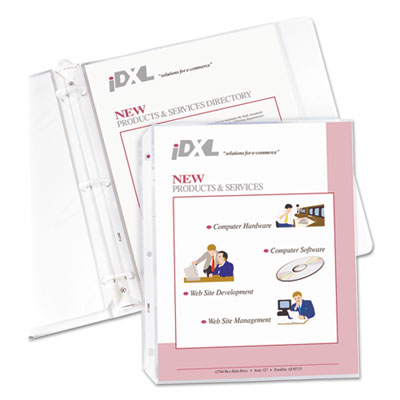 iDXL "solutions for e-commerce"
NEW
PRODUCTS & SERVICES DIRECTORY
iDXL "solutions for e-commerce"
NEW
PRODUCTS & SERVICES
Computer Hardware
Computer Software
Web Site Development
Web Site Management